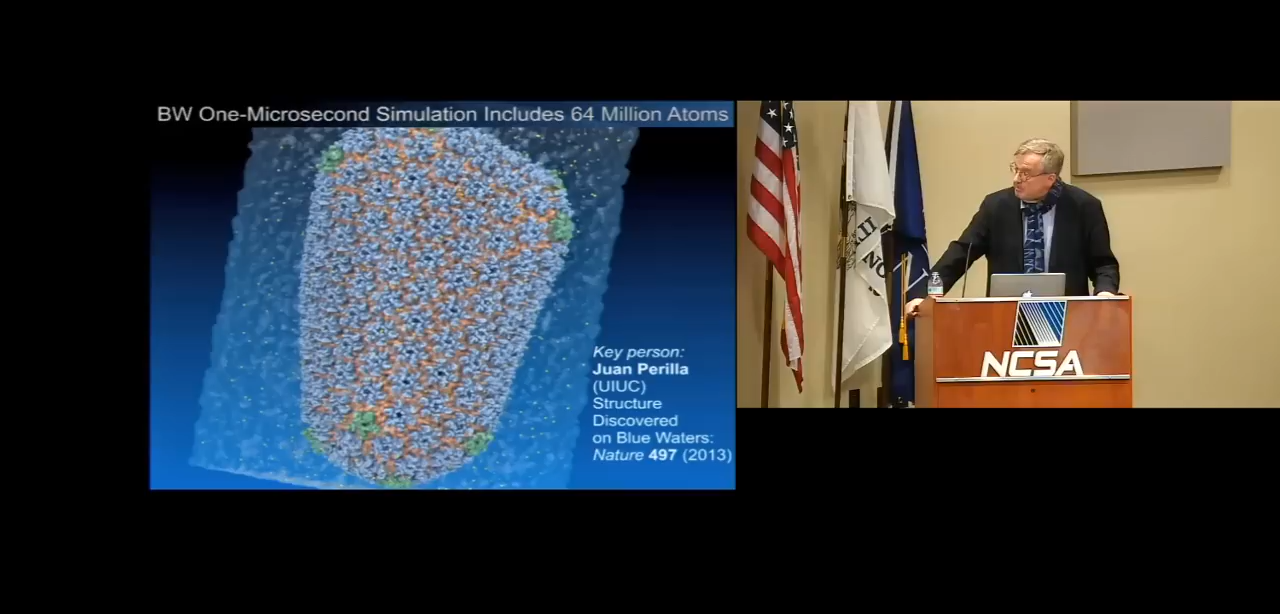 BW One-Microsecond Simulation Includes 64 Million Atoms
Key person:
Juan Perilla
(UIUC)
Structure
Discovered
on Blue Waters:
Nature 497 (2013)
NCSA